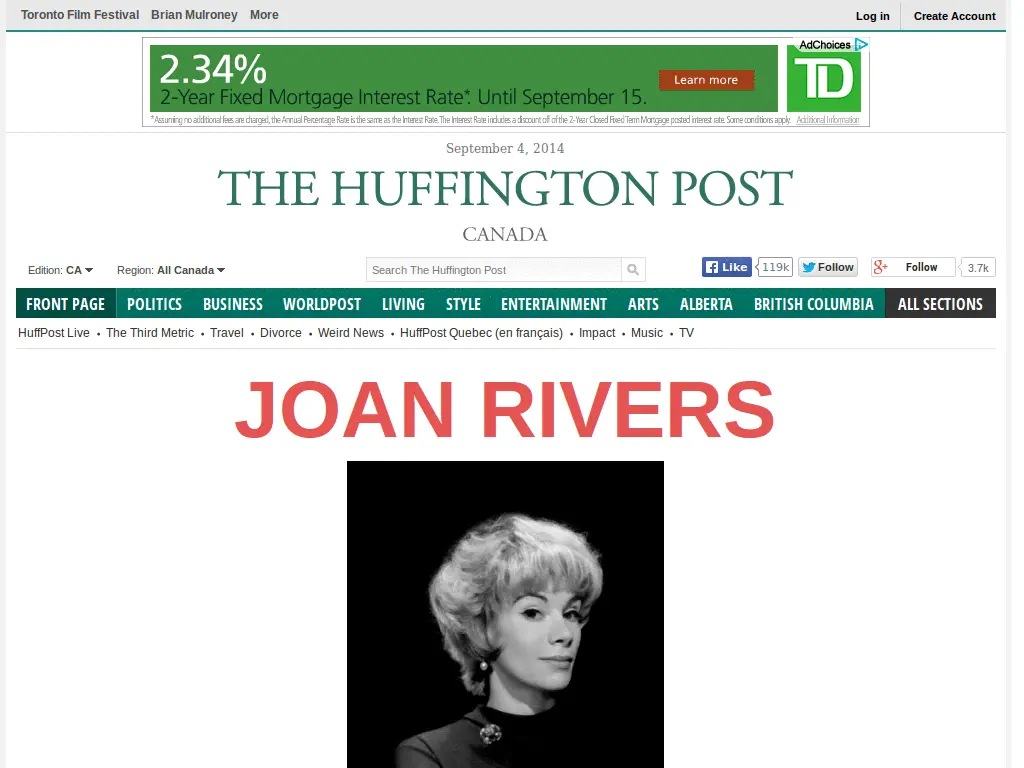 Toronto Film Festival Brian Mulroney More
Log in Create Account
AdChoices
2.34%
2-Year Fixed Mortgage Interest Rate*. Until September 15.
Learn more
TD
*Assuming no additional fees are charged, the Annual Percentage Rate is the same as the Interest Rate. The Interest Rate includes a discount off of the 2-Year Closed Fixed Term Mortgage posted interest rate. Some conditions apply. Additional Information
September 4, 2014
THE HUFFINGTON POST
CANADA
Edition: CA Region: All Canada Search The Huffington Post Like 119k Follow g+ Follow 3.7k
FRONT PAGE POLITICS BUSINESS WORLDPOST LIVING STYLE ENTERTAINMENT ARTS ALBERTA BRITISH COLUMBIA ALL SECTIONS
HuffPost Live • The Third Metric • Travel • Divorce • Weird News • HuffPost Quebec (en français) • Impact • Music • TV
JOAN RIVERS